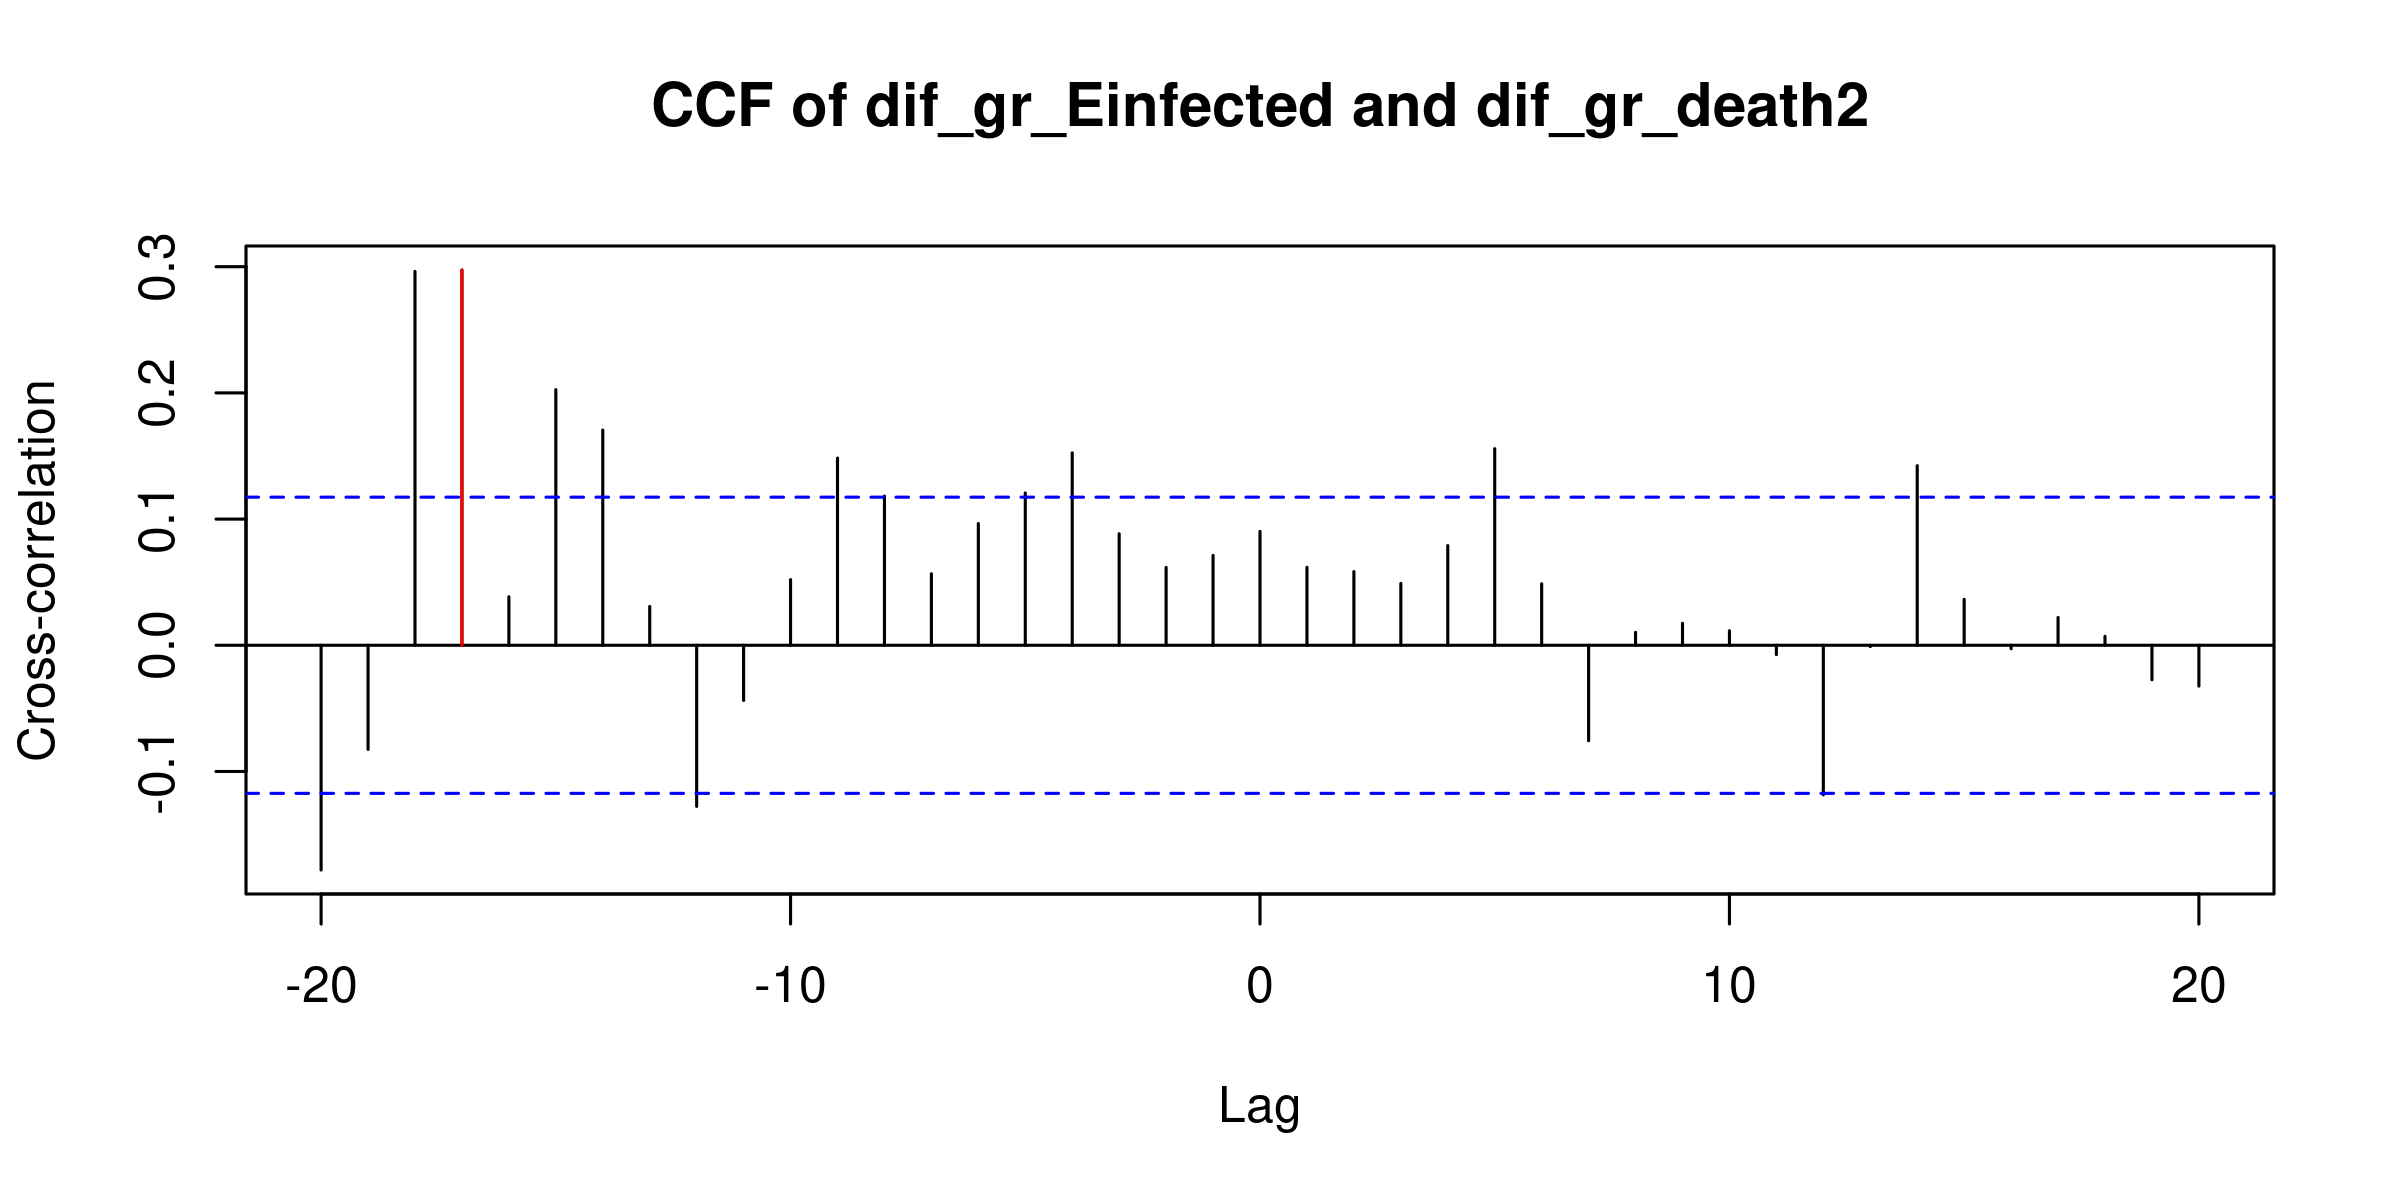 CCF of dif_gr_Einfected and dif_gr_death2
0.3
0.2
0.1
0.0
-0.1
Cross-correlation
-20 -10 0 10 20
Lag